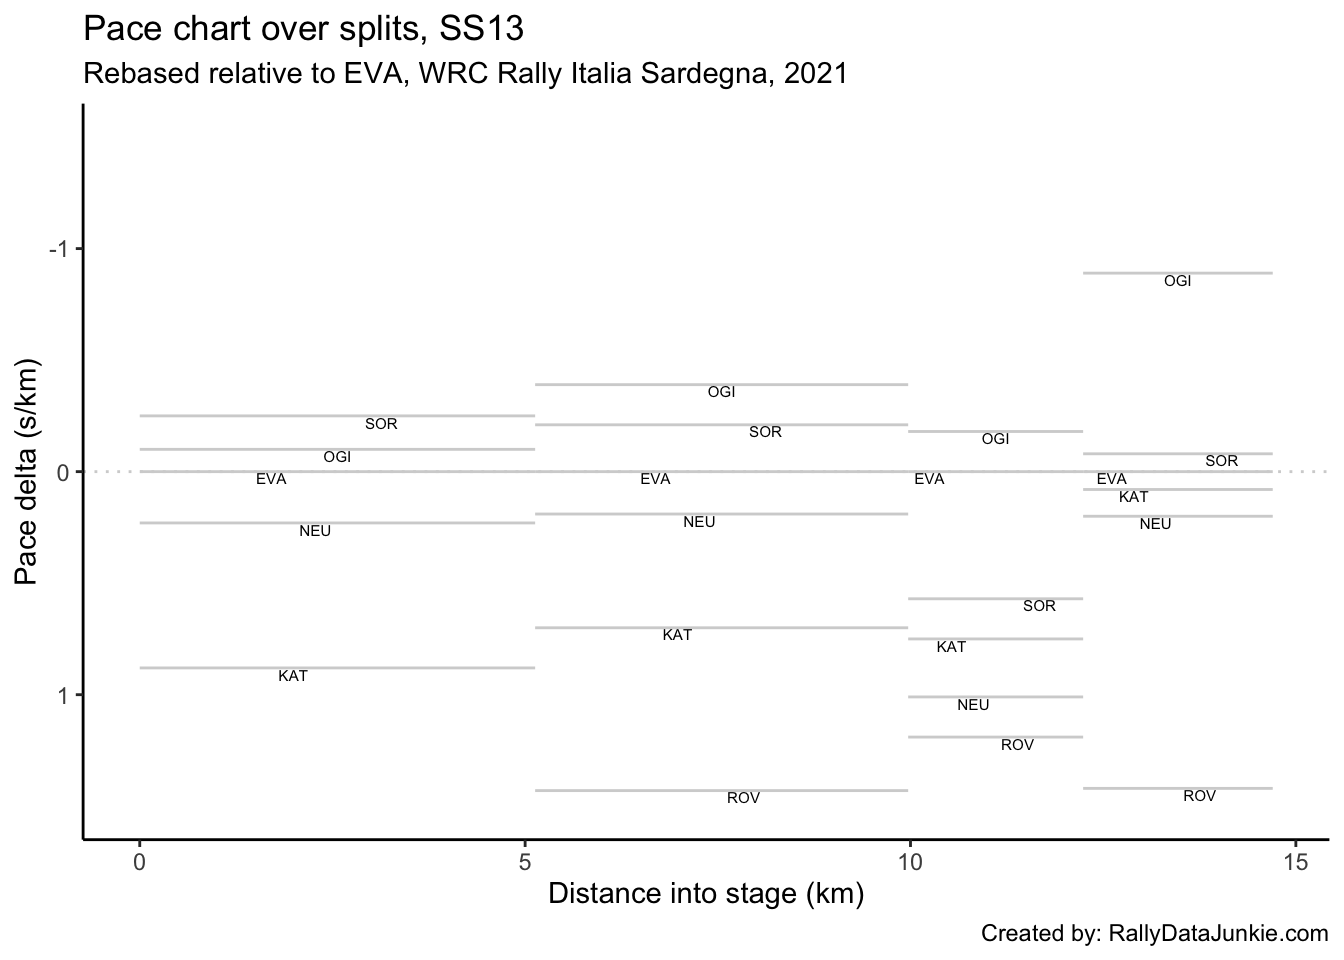 Pace chart over splits, SS13
Rebased relative to EVA, WRC Rally Italia Sardegna, 2021
Pace delta (s/km)
-1
0
1
OGI
OGI
SOR
SOR
OGI
OGI
SOR
EVA
EVA
EVA
EVA
KAT
NEU
NEU
NEU
SOR
KAT
KAT
KAT
NEU
ROV
ROV
ROV
0
5
10
15
Distance into stage (km)
Created by: RallyDataJunkie.com